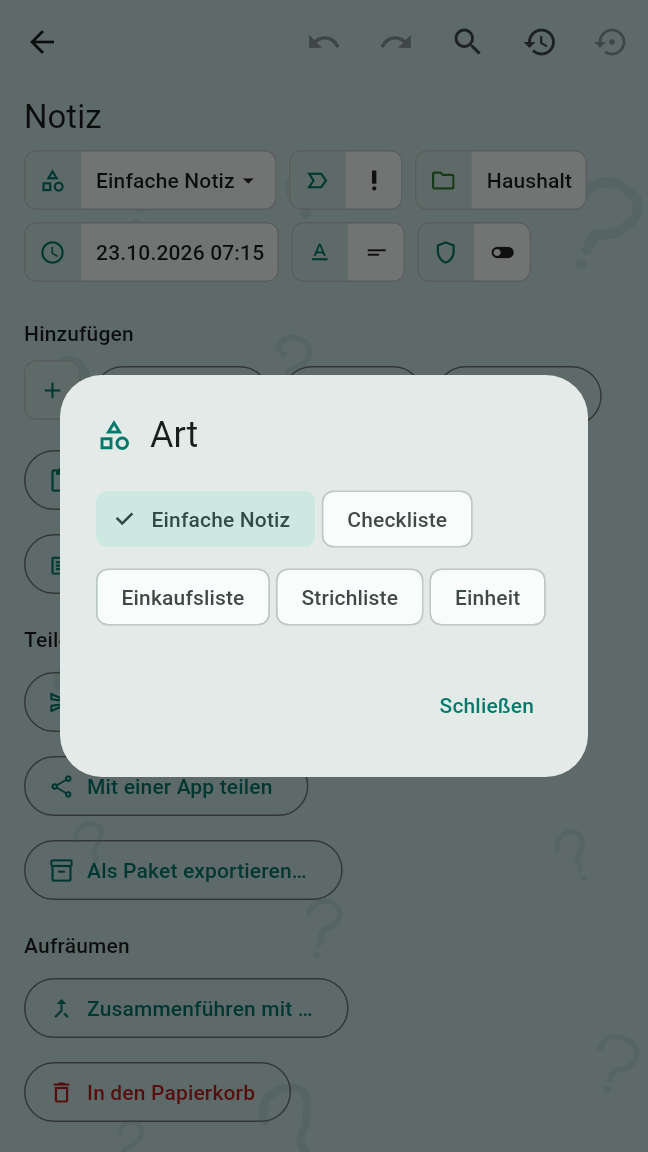 Notiz
Einfache Notiz Haushalt
23.10.2026 07:15
Hinzufügen
Art
Einfache Notiz Checkliste
Einkaufsliste Strichliste Einheit
Schließen
Mit einer App teilen
Als Paket exportieren...
Aufräumen
Zusammenführen mit ...
In den Papierkorb